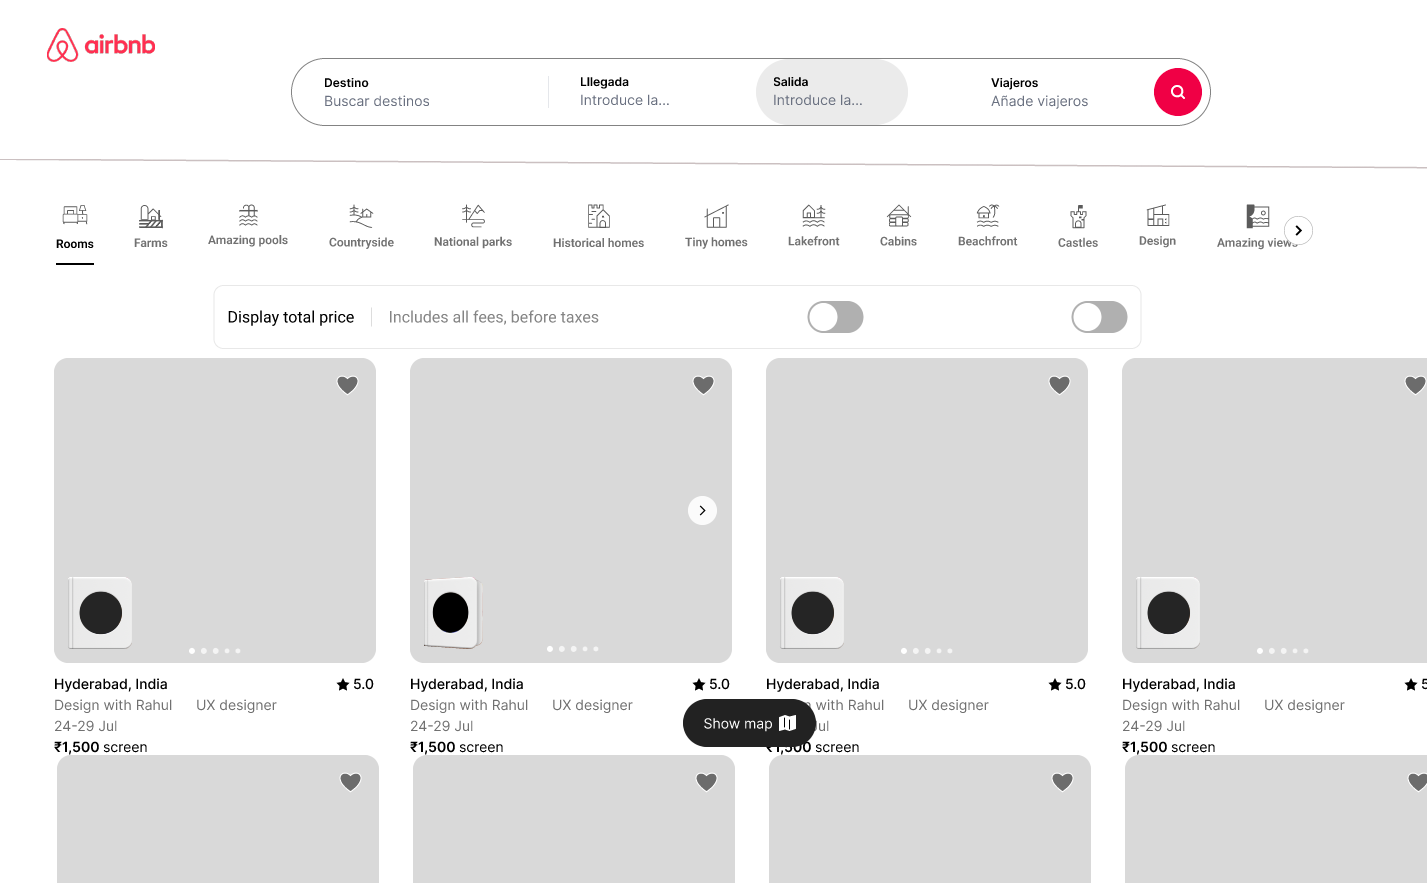 airbnb
Destino
Buscar destinos
Lllegada
Introduce la...
Salida
Introduce la...
Viajeros
Añade viajeros
Rooms
Farms
Amazing pools
Countryside
National parks
Historical homes
Tiny homes
Lakefront
Cabins
Beachfront
Castles
Design
Amazing views
Display total price
Includes all fees, before taxes
Hyderabad, India
5.0
Design with Rahul UX designer
24-29 Jul
₹1,500 screen
Hyderabad, India
5.0
Design with Rahul UX designer
24-29 Jul
₹1,500 screen
Show map
Hyderabad, India
5.0
with Rahul UX designer
Jul
₹1,500 screen
Hyderabad, India
5
Design with Rahul UX designer
24-29 Jul
₹1,500 screen